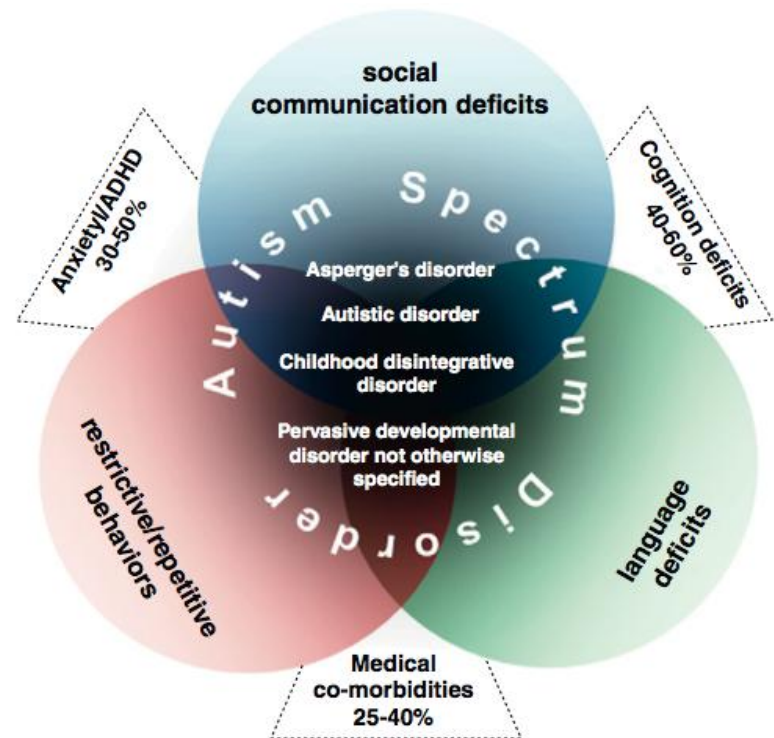 social
communication deficits
Anxietyl/ADHD
30-50%
Cognition deficits
40-60%
Autism Spectrum
Disorder
Asperger's disorder
Autistic disorder
Childhood disintegrative
disorder
Pervasive developmental
disorder not otherwise
specified
restrictive/repetitive
behaviors
language
deficits
Medical
co-morbidities
25-40%